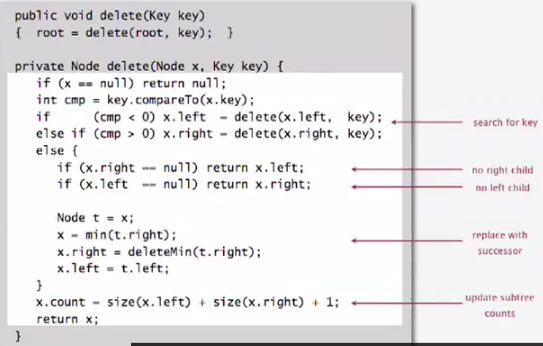 public void delete(Key key)
{  root = delete(root, key);  }
private Node delete(Node x, Key key) {
if (x == null) return null;
int cmp = key.compareTo(x.key);
if      (cmp < 0) x.left  = delete(x.left,  key);
search for key
else if (cmp > 0) x.right = delete(x.right, key);
else {
if (x.right == null) return x.left;
no right child
if (x.left  == null) return x.right;
no left child
Node t = x;
x = min(t.right);
replace with
x.right = deleteMin(t.right);
successor
x.left = t.left;
}
x.count = size(x.left) + size(x.right) + 1;
update subtree
counts
return x;
}